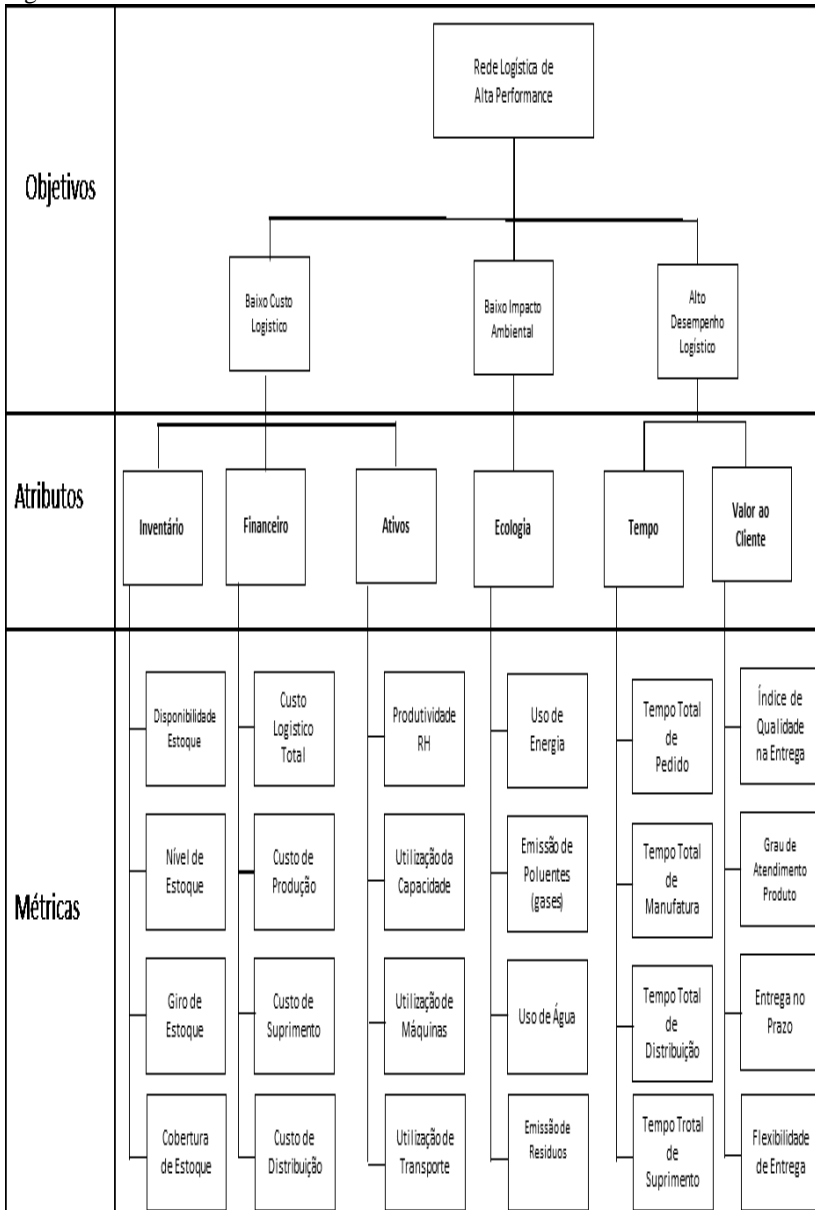 Rede Logística de
Alta Performance
Objetivos
Baixo Custo
Logistico
Baixo Impacto
Ambiental
Alto
Desempenho
Logístico
Atributos
Inventário
Financeiro
Ativos
Ecologia
Tempo
Valor ao
Cliente
Métricas
Disponibilidade
Estoque
Custo
Logistico
Total
Produtividade
RH
Uso de
Energia
Tempo Total
de
Pedido
Índice de
Qualidade
na Entrega
Nível de
Estoque
Custo de
Produção
Utilização da
Capacidade
Emissão de
Poluentes
(gases)
Tempo Total
de
Manufatura
Grau de
Atendimento
Produto
Giro de
Estoque
Custo de
Suprimento
Utilização de
Máquinas
Uso de Água
Tempo Total
de
Distribuição
Entrega no
Prazo
Cobertura
de Estoque
Custo de
Distribuição
Utilização de
Transporte
Emissão de
Residuos
Tempo Trotal
de
Suprimento
Flexibilidade
de Entrega